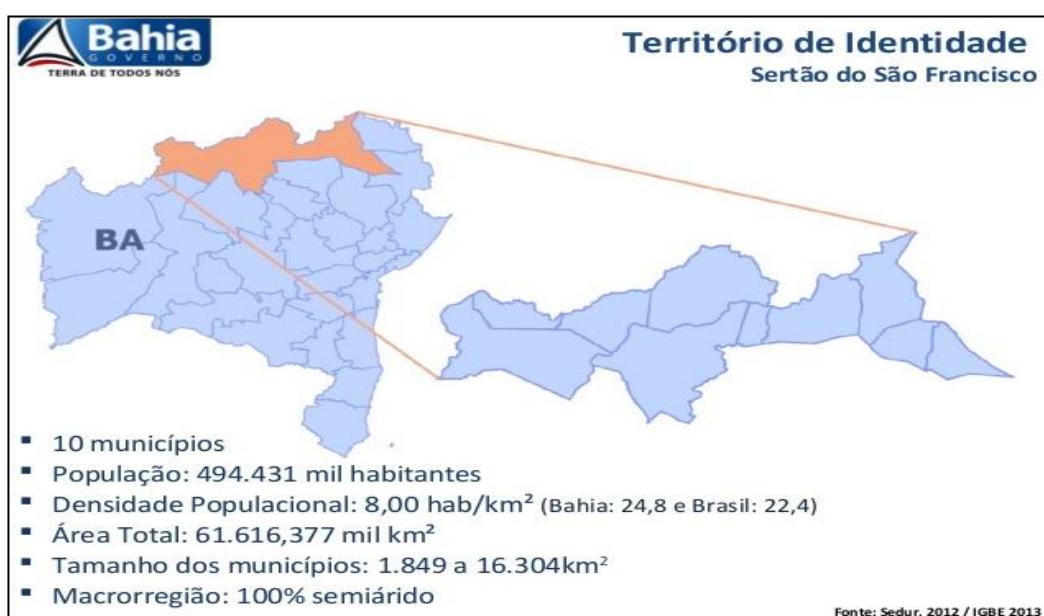 Bahia
GOVERNO
TERRA DE TODOS NÓS
Território de Identidade
Sertão do São Francisco
BA
▪ 10 municípios
▪ População: 494.431 mil habitantes
▪ Densidade Populacional: 8,00 hab/km² (Bahia: 24,8 e Brasil: 22,4)
▪ Área Total: 61.616,377 mil km²
▪ Tamanho dos municípios: 1.849 a 16.304km²
▪ Macrorregião: 100% semiárido
Fonte: Sedur, 2012 / IGBE 2013